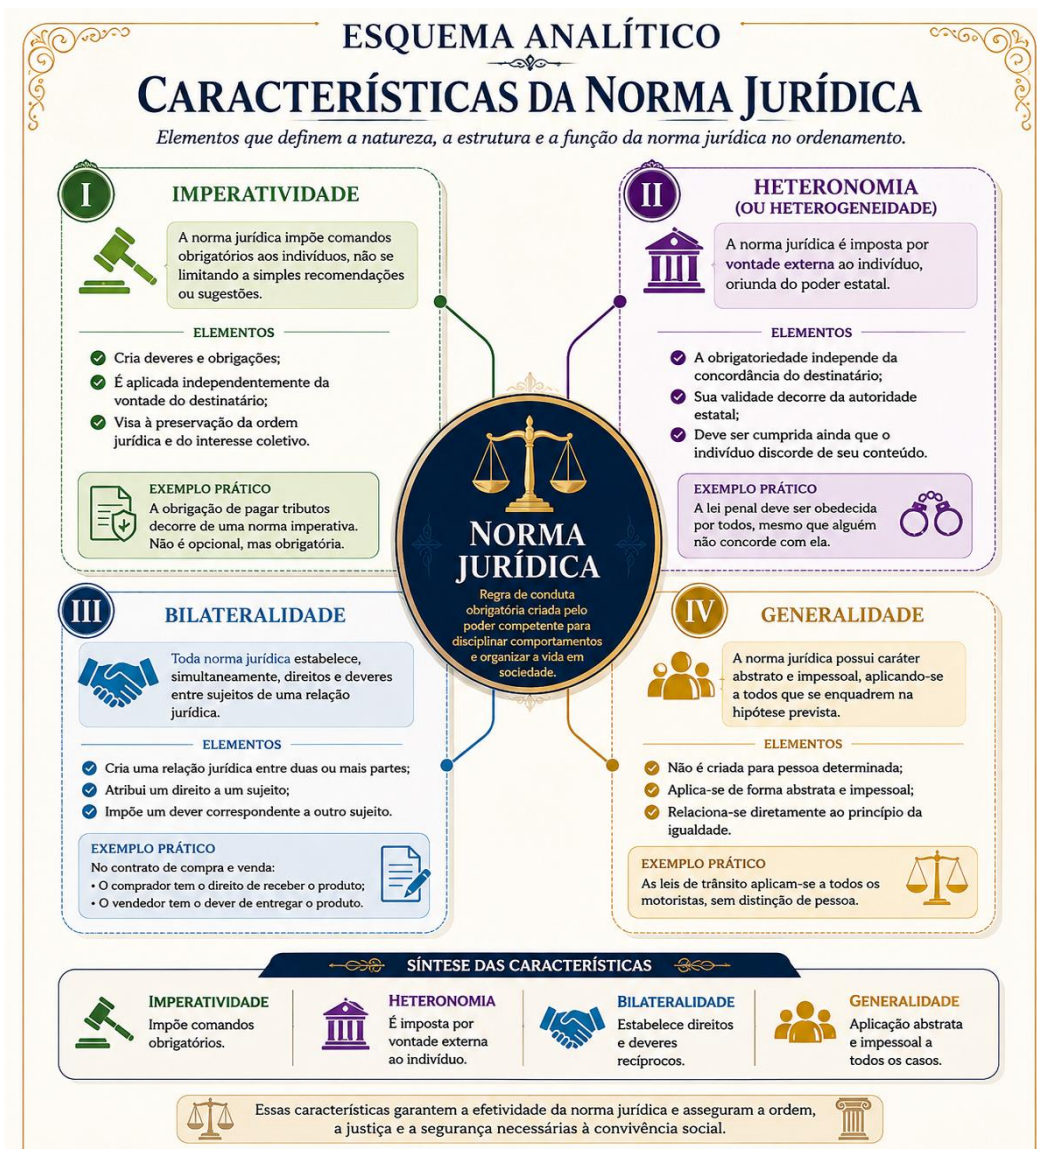 ESQUEMA ANALÍTICO
CARACTERÍSTICAS DA NORMA JURÍDICA
Elementos que definem a natureza, a estrutura e a função da norma jurídica no ordenamento.
I
IMPERATIVIDADE
A norma jurídica impõe comandos
obrigatórios aos indivíduos, não se
limitando a simples recomendações
ou sugestões.
ELEMENTOS
Cria deveres e obrigações;
É aplicada independentemente da
vontade do destinatário;
Visa à preservação da ordem
jurídica e do interesse coletivo.
EXEMPLO PRÁTICO
A obrigação de pagar tributos
decorre de uma norma imperativa.
Não é opcional, mas obrigatória.
II
HETERONOMIA
(OU HETEROGENEIDADE)
A norma jurídica é imposta por
vontade externa ao indivíduo,
oriunda do poder estatal.
ELEMENTOS
A obrigatoriedade independe da
concordância do destinatário;
Sua validade decorre da autoridade
estatal;
Deve ser cumprida ainda que o
indivíduo discorde de seu conteúdo.
EXEMPLO PRÁTICO
A lei penal deve ser obedecida
por todos, mesmo que alguém
não concorde com ela.
NORMA
JURÍDICA
Regra de conduta
obrigatória criada pelo
poder competente para
disciplinar comportamentos
e organizar a vida em
sociedade.
III
BILATERALIDADE
Toda norma jurídica estabelece,
simultaneamente, direitos e deveres
entre sujeitos de uma relação
jurídica.
ELEMENTOS
Cria uma relação jurídica entre duas ou mais partes;
Atribui um direito a um sujeito;
Impõe um dever correspondente a outro sujeito.
EXEMPLO PRÁTICO
No contrato de compra e venda:
• O comprador tem o direito de receber o produto;
• O vendedor tem o dever de entregar o produto.
IV
GENERALIDADE
A norma jurídica possui caráter
abstrato e impessoal, aplicando-se
a todos que se enquadrem na
hipótese prevista.
ELEMENTOS
Não é criada para pessoa determinada;
Aplica-se de forma abstrata e impessoal;
Relaciona-se diretamente ao princípio da
igualdade.
EXEMPLO PRÁTICO
As leis de trânsito aplicam-se a todos os
motoristas, sem distinção de pessoa.
SÍNTESE DAS CARACTERÍSTICAS
IMPERATIVIDADE
Impõe comandos
obrigatórios.
HETERONOMIA
É imposta por
vontade externa
ao indivíduo.
BILATERALIDADE
Estabelece direitos
e deveres
recíprocos.
GENERALIDADE
Aplicação abstrata
e impessoal a
todos os casos.
Essas características garantem a efetividade da norma jurídica e asseguram a ordem,
a justiça e a segurança necessárias à convivência social.